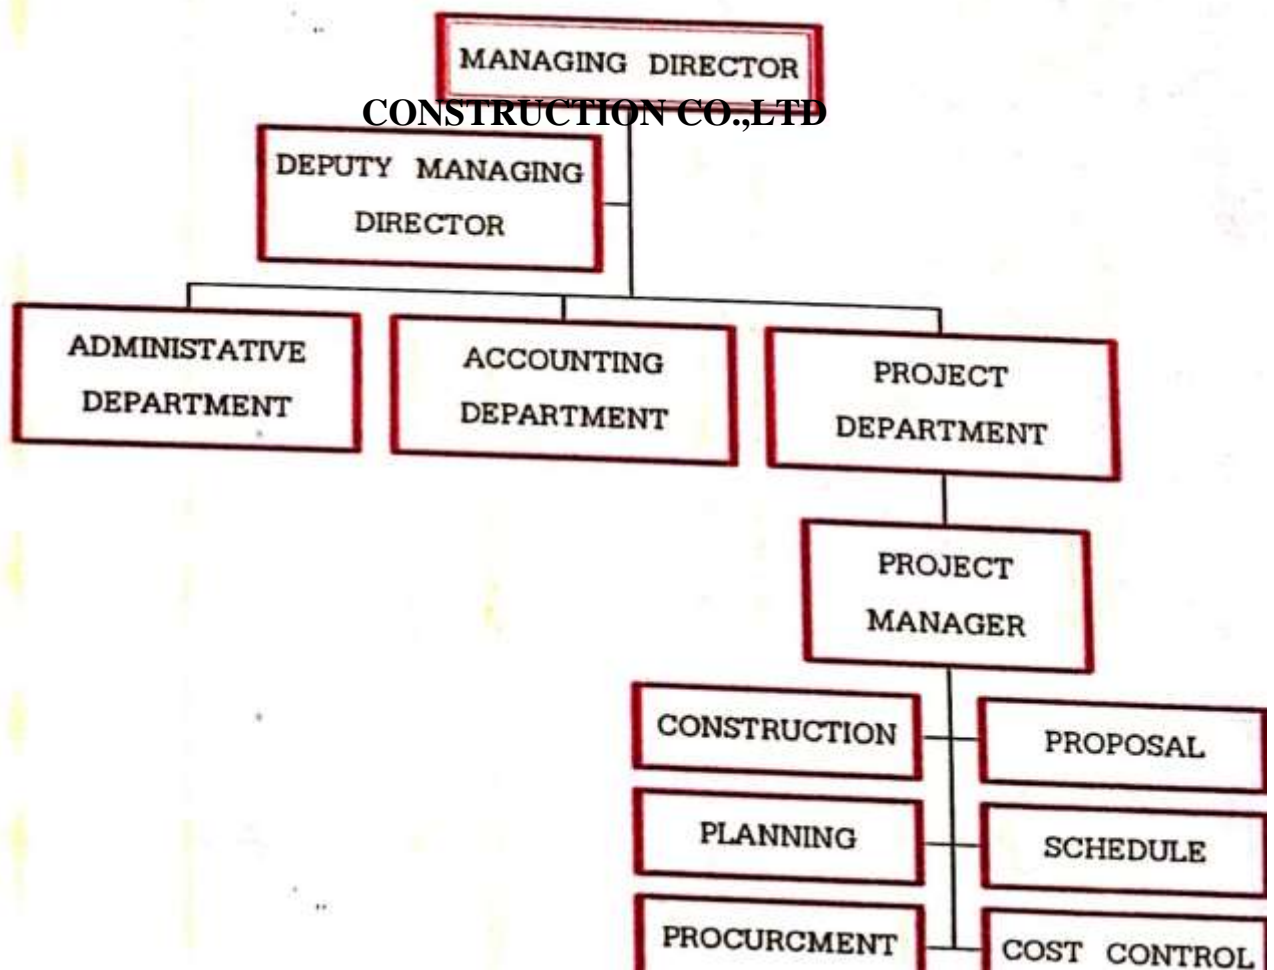 MANAGING DIRECTOR
CONSTRUCTION CO.,LTD
DEPUTY MANAGING
DIRECTOR
ADMINISTATIVE
DEPARTMENT
ACCOUNTING
DEPARTMENT
PROJECT
DEPARTMENT
PROJECT
MANAGER
CONSTRUCTION
PROPOSAL
PLANNING
SCHEDULE
PROCURCMENT
COST CONTROL